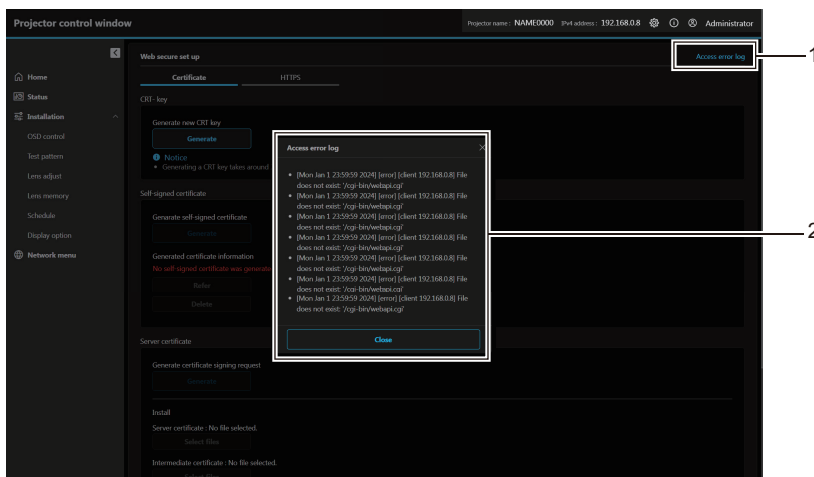 Projector control window
Projector name : NAME0000 IPv4 address : 192.168.0.8 Administrator
Web secure set up
Access error log
1
Home
Status
Installation
OSD control
Test pattern
Lens adjust
Lens memory
Schedule
Display option
Network menu
Certificate HTTPS
CRT- key
Generate new CRT key
Generate
Notice
• Generating a CRT key takes around
Self-signed certificate
Genarate self-signed certificate
Generate
Generated certificate information
No self-signed certificate was generate
Refer
Delete
Server certificate
Generate certificate signing request
Generate
Install
Server certificate : No file selected.
Select files
Intermediate certificate : No file selected.
Select files
Access error log
• [Mon Jan 1 23:59:59 2024] [error] [client 192.168.0.8] File
does not exist: '/cgi-bin/webapi.cgi'
• [Mon Jan 1 23:59:59 2024] [error] [client 192.168.0.8] File
does not exist: '/cgi-bin/webapi.cgi'
• [Mon Jan 1 23:59:59 2024] [error] [client 192.168.0.8] File
does not exist: '/cgi-bin/webapi.cgi'
• [Mon Jan 1 23:59:59 2024] [error] [client 192.168.0.8] File
does not exist: '/cgi-bin/webapi.cgi'
• [Mon Jan 1 23:59:59 2024] [error] [client 192.168.0.8] File
does not exist: '/cgi-bin/webapi.cgi'
• [Mon Jan 1 23:59:59 2024] [error] [client 192.168.0.8] File
does not exist: '/cgi-bin/webapi.cgi'
• [Mon Jan 1 23:59:59 2024] [error] [client 192.168.0.8] File
does not exist: '/cgi-bin/webapi.cgi'
Close
2